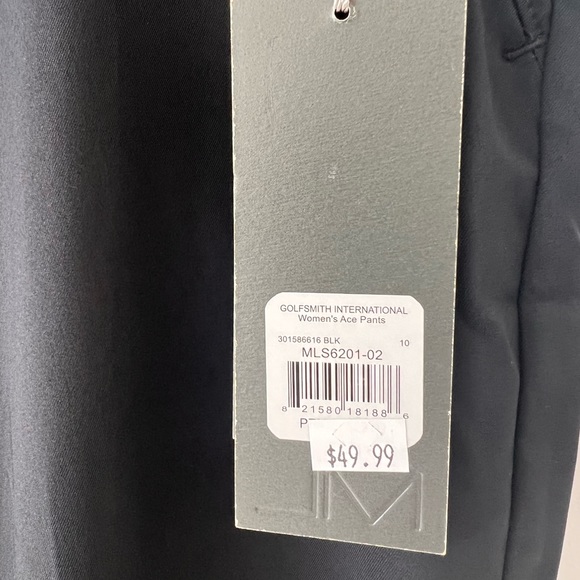 GOLFSMITH INTERNATIONAL
Women's Ace Pants
301586616 BLK 10
MLS6201-02
8 21580 18188 6
$49.99